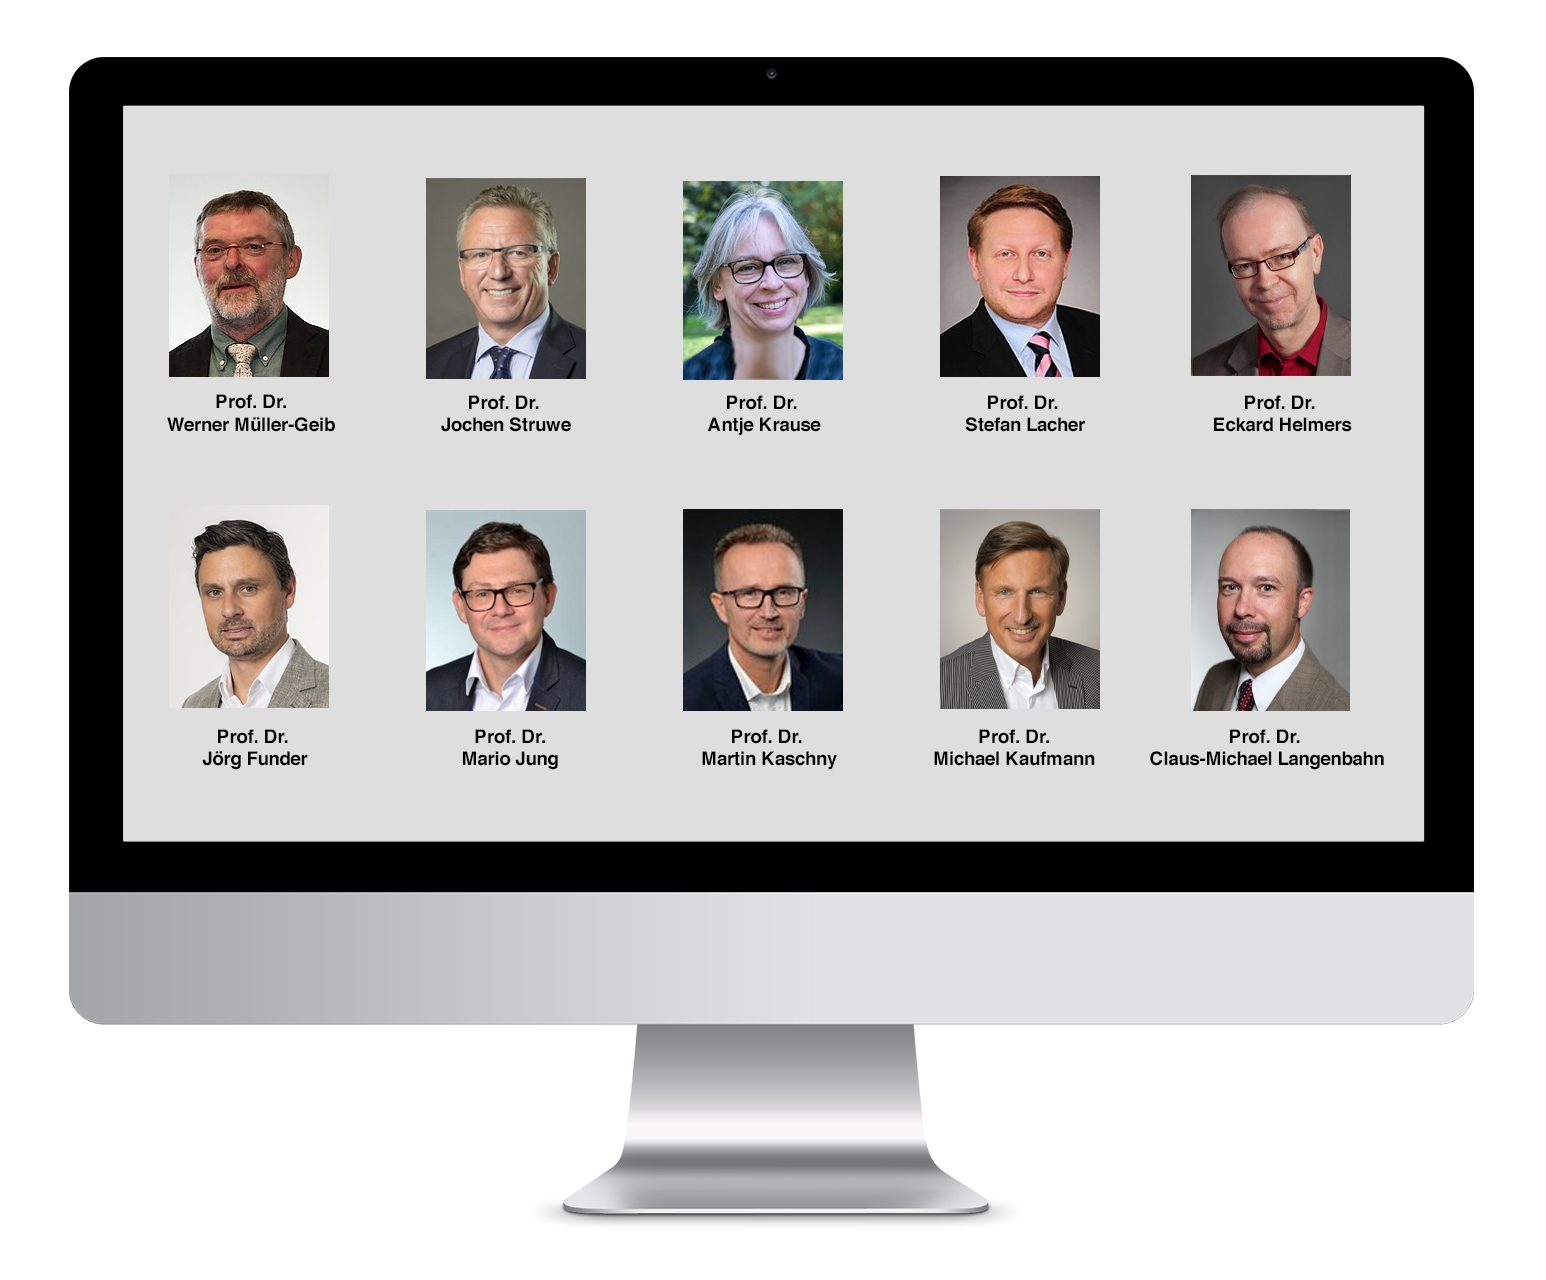 Prof. Dr.
Werner Müller-Geib
Prof. Dr.
Jochen Struwe
Prof. Dr.
Antje Krause
Prof. Dr.
Stefan Lacher
Prof. Dr.
Eckard Helmers
Prof. Dr.
Jörg Funder
Prof. Dr.
Mario Jung
Prof. Dr.
Martin Kaschny
Prof. Dr.
Michael Kaufmann
Prof. Dr.
Claus-Michael Langenbahn